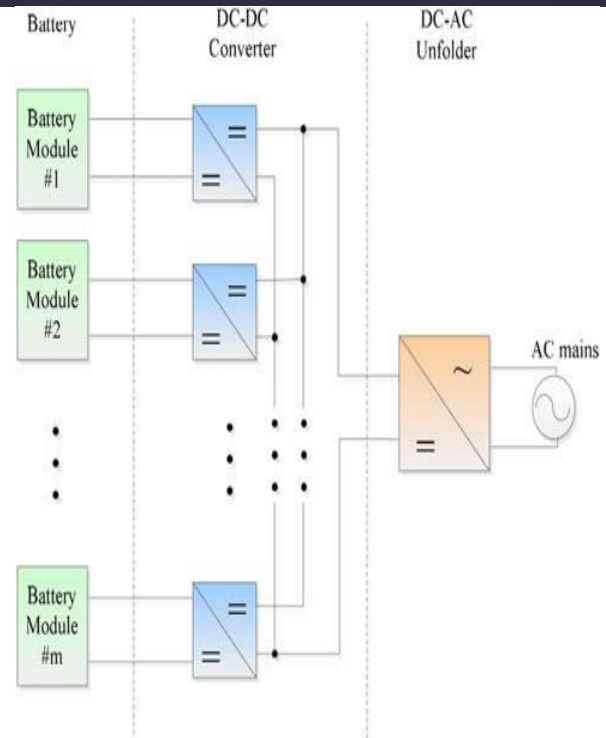 Battery
DC-DC
Converter
DC-AC
Unfolder
Battery
Module
#1
Battery
Module
#2
AC mains
Battery
Module
#m